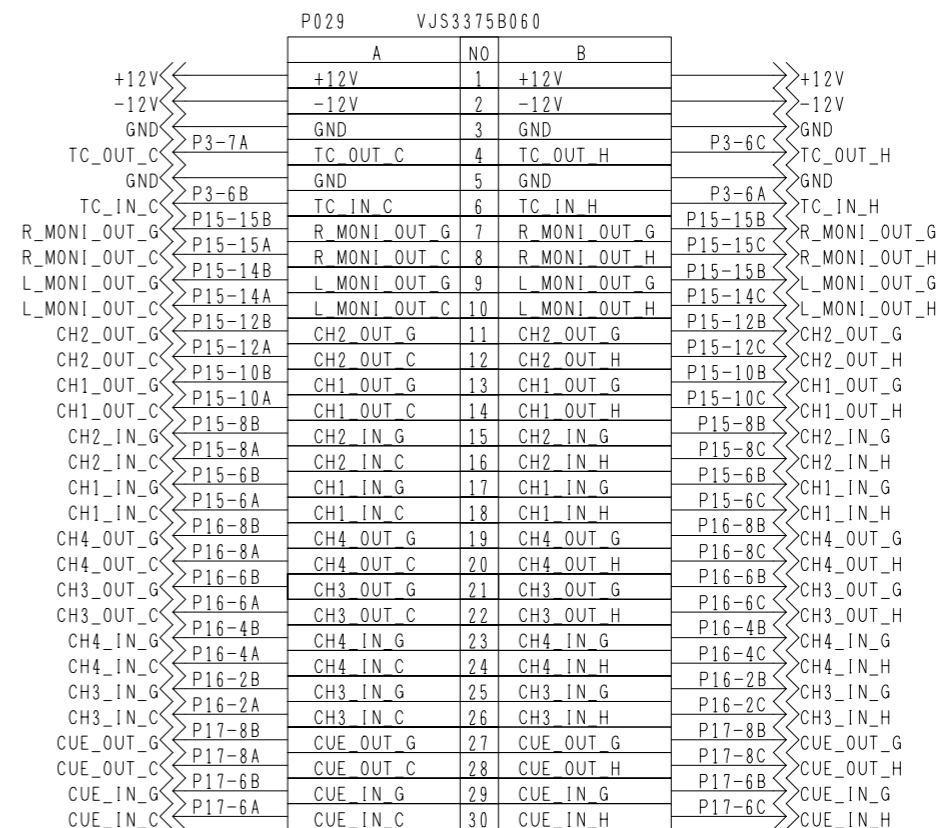 P029 VJS3375B060
A NO B
+12V +12V 1 +12V +12V
-12V -12V 2 -12V -12V
GND GND 3 GND GND
TC_OUT_C P3-7A TC_OUT_C 4 TC_OUT_H P3-6C TC_OUT_H
GND GND 5 GND GND
TC_IN_C P3-6B TC_IN_C 6 TC_IN_H P3-6A TC_IN_H
R_MONI_OUT_G P15-15B R_MONI_OUT_G 7 R_MONI_OUT_G P15-15B R_MONI_OUT_G
R_MONI_OUT_C P15-15A R_MONI_OUT_C 8 R_MONI_OUT_H P15-15C R_MONI_OUT_H
L_MONI_OUT_G P15-14B L_MONI_OUT_G 9 L_MONI_OUT_G P15-15B L_MONI_OUT_G
L_MONI_OUT_C P15-14A L_MONI_OUT_C 10 L_MONI_OUT_H P15-14C L_MONI_OUT_H
CH2_OUT_G P15-12B CH2_OUT_G 11 CH2_OUT_G P15-12B CH2_OUT_G
CH2_OUT_C P15-12A CH2_OUT_C 12 CH2_OUT_H P15-12C CH2_OUT_H
CH1_OUT_G P15-10B CH1_OUT_G 13 CH1_OUT_G P15-10B CH1_OUT_G
CH1_OUT_C P15-10A CH1_OUT_C 14 CH1_OUT_H P15-10C CH1_OUT_H
CH2_IN_G P15-8B CH2_IN_G 15 CH2_IN_G P15-8B CH2_IN_G
CH2_IN_C P15-8A CH2_IN_C 16 CH2_IN_H P15-8C CH2_IN_H
CH1_IN_G P15-6B CH1_IN_G 17 CH1_IN_G P15-6B CH1_IN_G
CH1_IN_C P15-6A CH1_IN_C 18 CH1_IN_H P15-6C CH1_IN_H
CH4_OUT_G P16-8B CH4_OUT_G 19 CH4_OUT_G P16-8B CH4_OUT_G
CH4_OUT_C P16-8A CH4_OUT_C 20 CH4_OUT_H P16-8C CH4_OUT_H
CH3_OUT_G P16-6B CH3_OUT_G 21 CH3_OUT_G P16-6B CH3_OUT_G
CH3_OUT_C P16-6A CH3_OUT_C 22 CH3_OUT_H P16-6C CH3_OUT_H
CH4_IN_G P16-4B CH4_IN_G 23 CH4_IN_G P16-4B CH4_IN_G
CH4_IN_C P16-4A CH4_IN_C 24 CH4_IN_H P16-4C CH4_IN_H
CH3_IN_G P16-2B CH3_IN_G 25 CH3_IN_G P16-2B CH3_IN_G
CH3_IN_C P16-2A CH3_IN_C 26 CH3_IN_H P16-2C CH3_IN_H
CUE_OUT_G P17-8B CUE_OUT_G 27 CUE_OUT_G P17-8B CUE_OUT_G
CUE_OUT_C P17-8A CUE_OUT_C 28 CUE_OUT_H P17-8C CUE_OUT_H
CUE_IN_G P17-6B CUE_IN_G 29 CUE_IN_G P17-6B CUE_IN_G
CUE_IN_C P17-6A CUE_IN_C 30 CUE_IN_H P17-6C CUE_IN_H